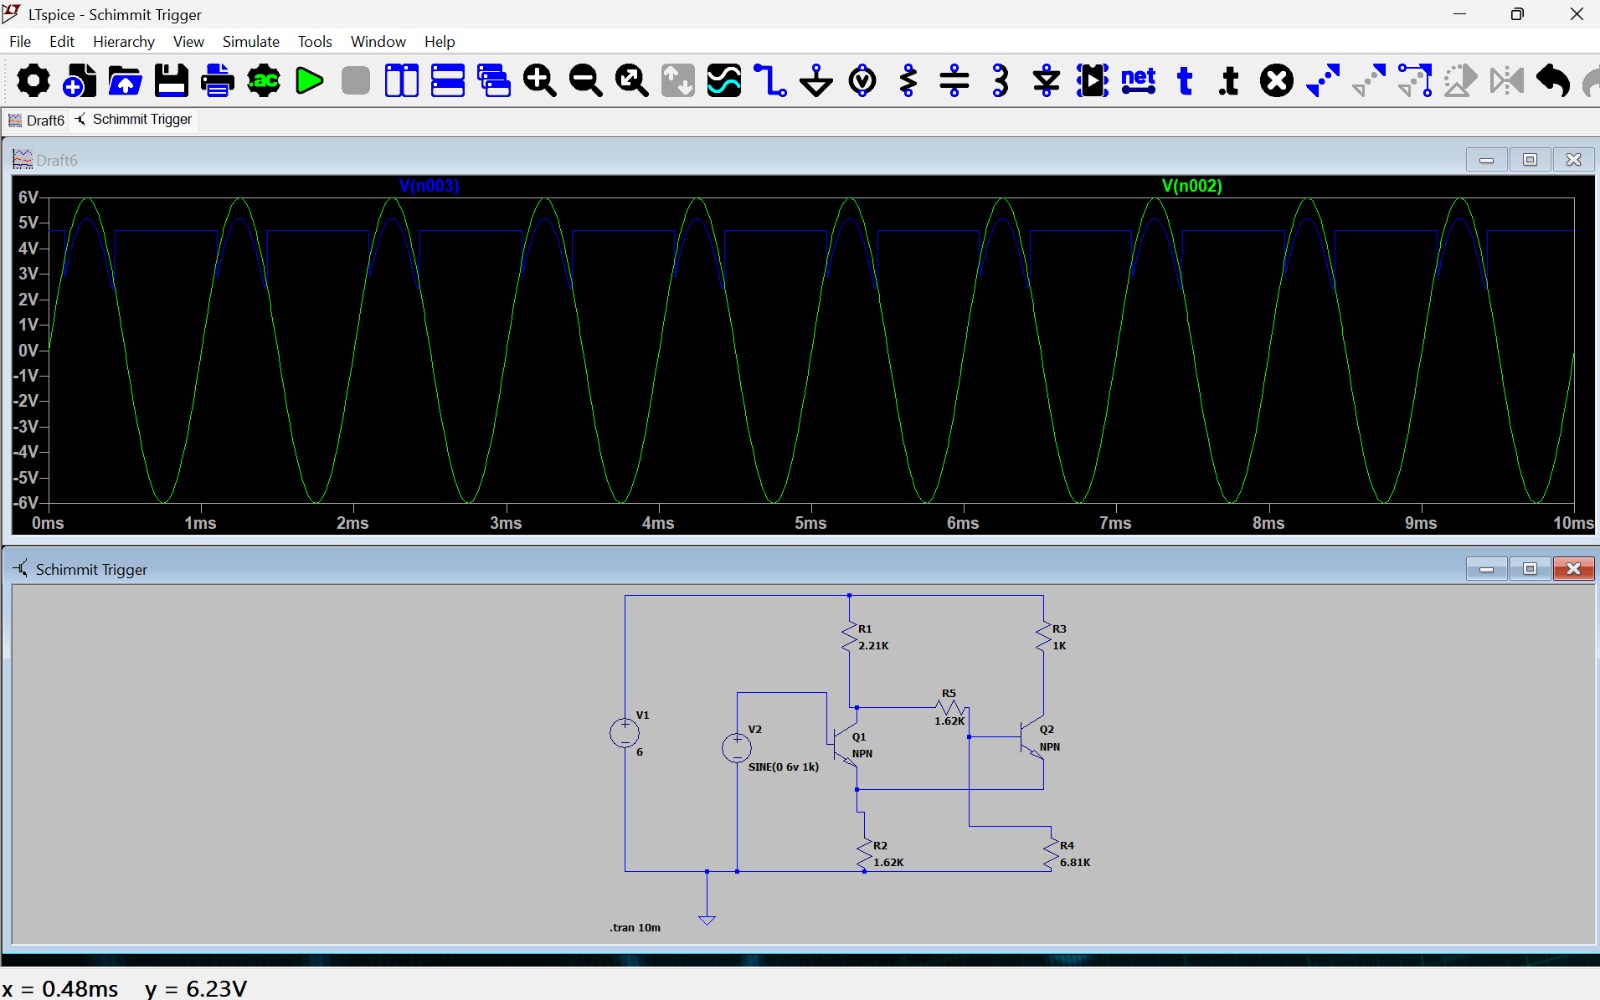 LTspice - Schimmit Trigger
File Edit Hierarchy View Simulate Tools Window Help
ac net t .t
Draft6 Schimmit Trigger
Draft6
V(n003) V(n002)
6V
5V
4V
3V
2V
1V
0V
-1V
-2V
-3V
-4V
-5V
-6V
0ms 1ms 2ms 3ms 4ms 5ms 6ms 7ms 8ms 9ms 10ms
Schimmit Trigger
R1
2.21K
R3
1K
R5
1.62K
V1
6
V2
SINE(0 6v 1k)
Q1
NPN
Q2
NPN
R2
1.62K
R4
6.81K
.tran 10m
x = 0.48ms y = 6.23V